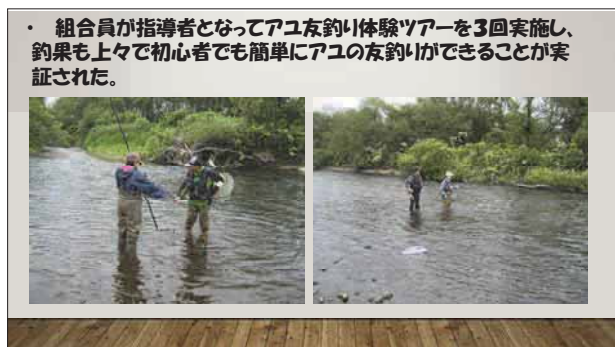 ・　組合員が指導者となってアユ友釣り体験ツアーを3回実施し、
釣果も上々で初心者でも簡単にアユの友釣りができることが実
証された。